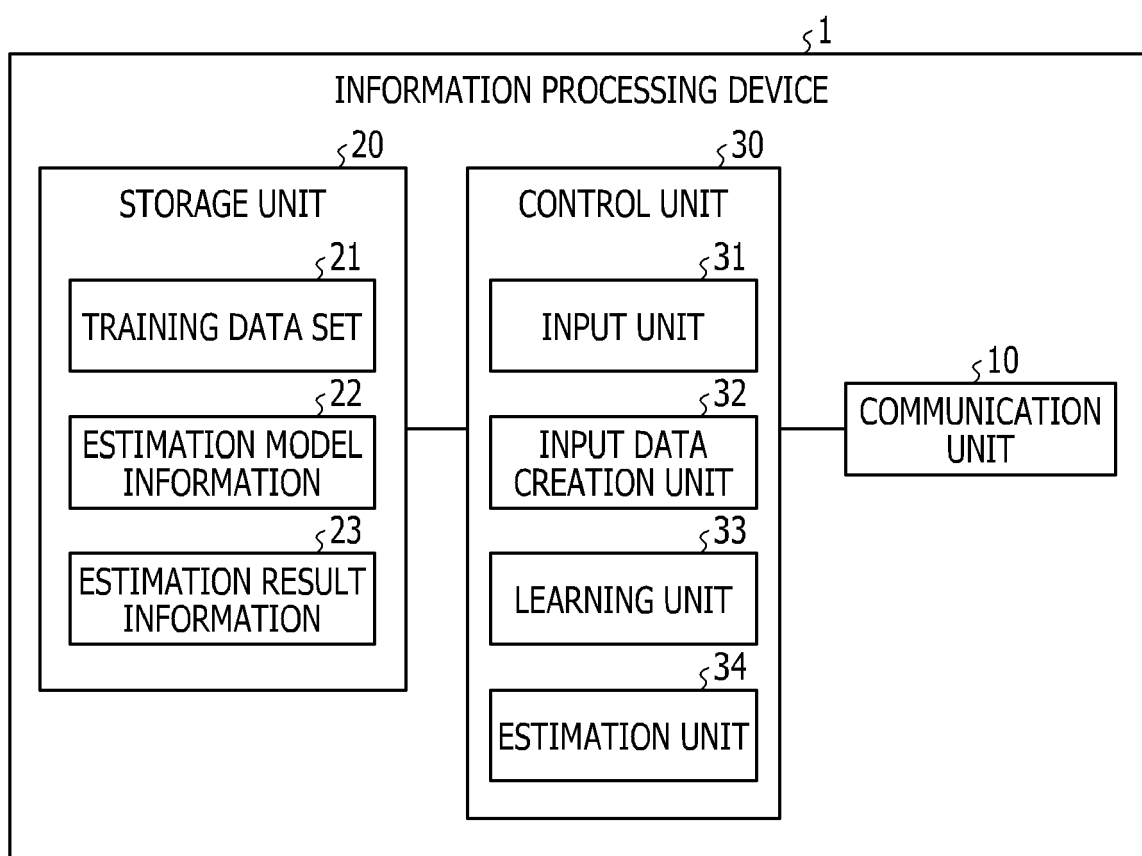 1
INFORMATION PROCESSING DEVICE
20
STORAGE UNIT
21
TRAINING DATA SET
22
ESTIMATION MODEL
INFORMATION
23
ESTIMATION RESULT
INFORMATION
30
CONTROL UNIT
31
INPUT UNIT
32
INPUT DATA
CREATION UNIT
33
LEARNING UNIT
34
ESTIMATION UNIT
10
COMMUNICATION
UNIT